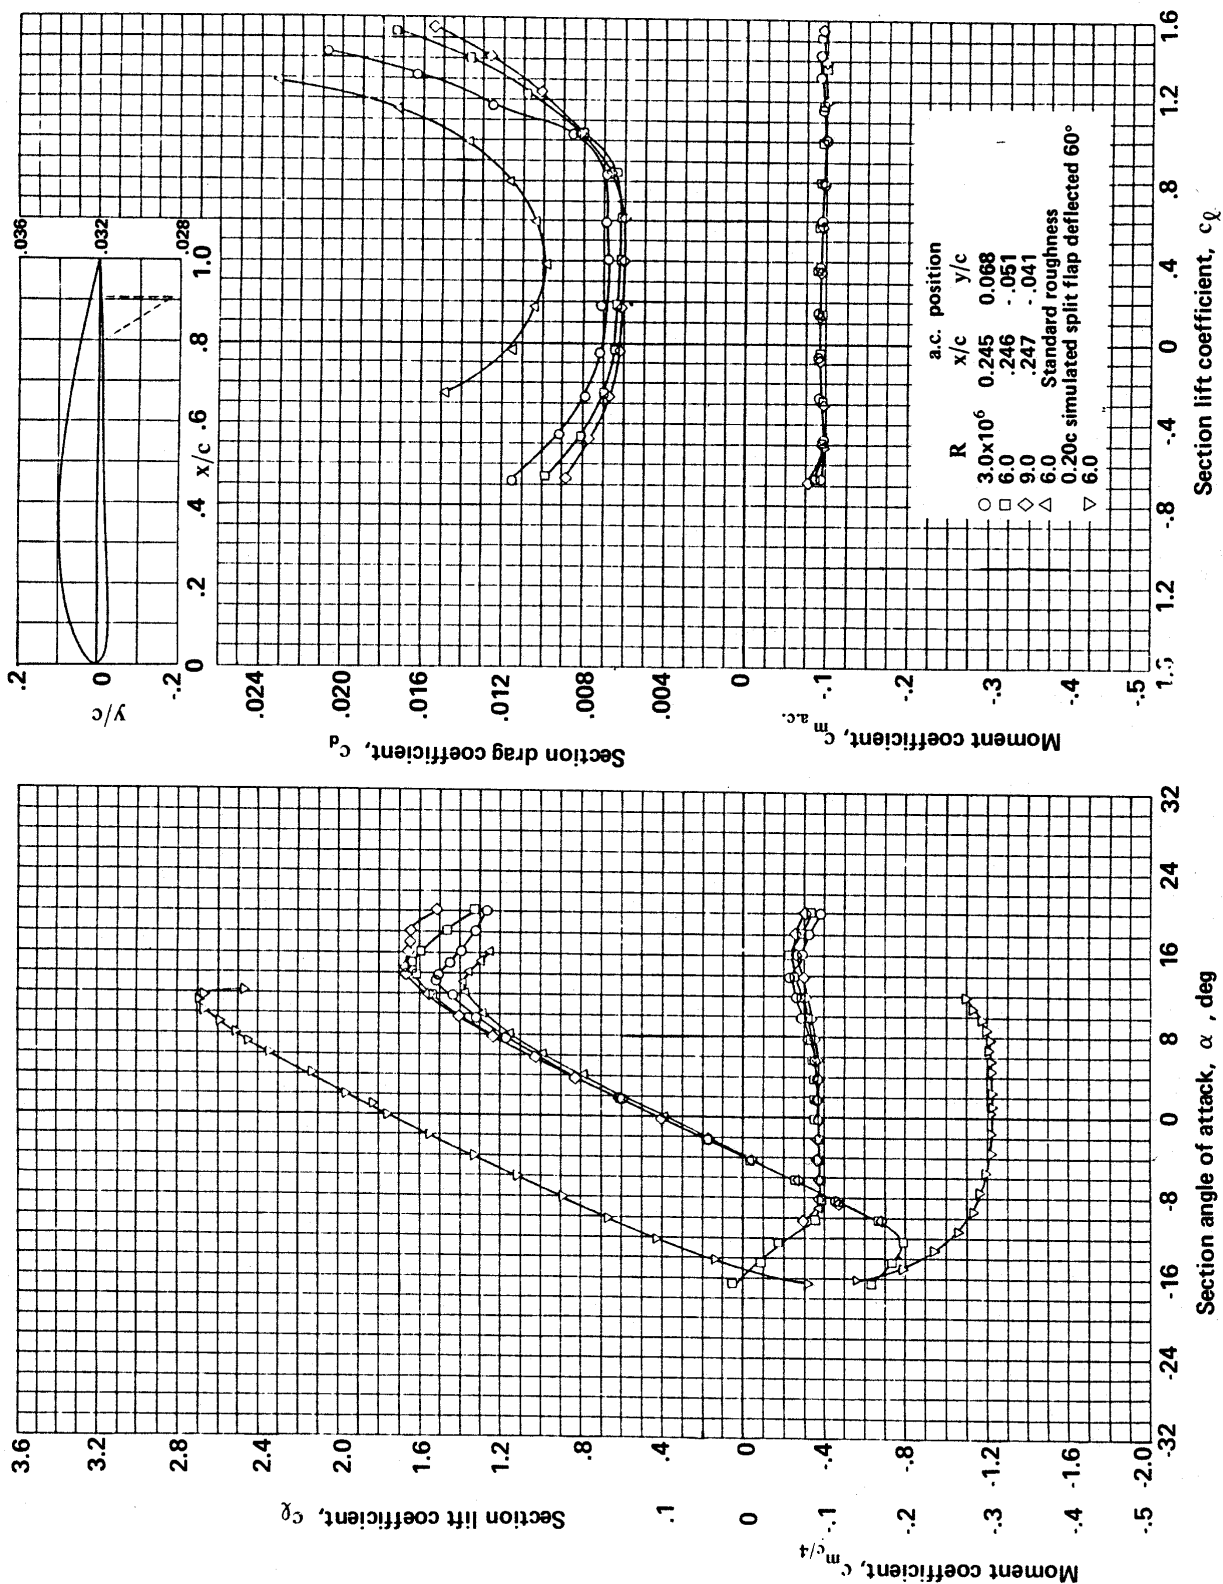 3.6
3.2
2.8
2.4
2.0
1.6
1.2
.8
.4
0
-.4
-.8
-1.2
-1.6
-2.0
Section lift coefficient, cℓ
.1
0
-.1
-.2
-.3
-.4
-.5
Moment coefficient, c m c/4
-32 -24 -16 -8 0 8 16 24 32
Section angle of attack, α , deg
.2
0
-.2
y/c
0 .2 .4 .6 .8 1.0
x/c
.036
.032
.028
.024
.020
.016
.012
.008
.004
Section drag coefficient, cd
0
-.1
-.2
-.3
-.4
-.5
Moment coefficient, c m a.c.
a.c. position
R x/c y/c
3.0x10⁶ 0.245 0.068
6.0 .246 -.051
9.0 .247 -.041
6.0 Standard roughness
0.20c simulated split flap deflected 60°
6.0
1.2 -.8 -.4 0 .4 .8 1.2 1.6
Section lift coefficient, cℓ